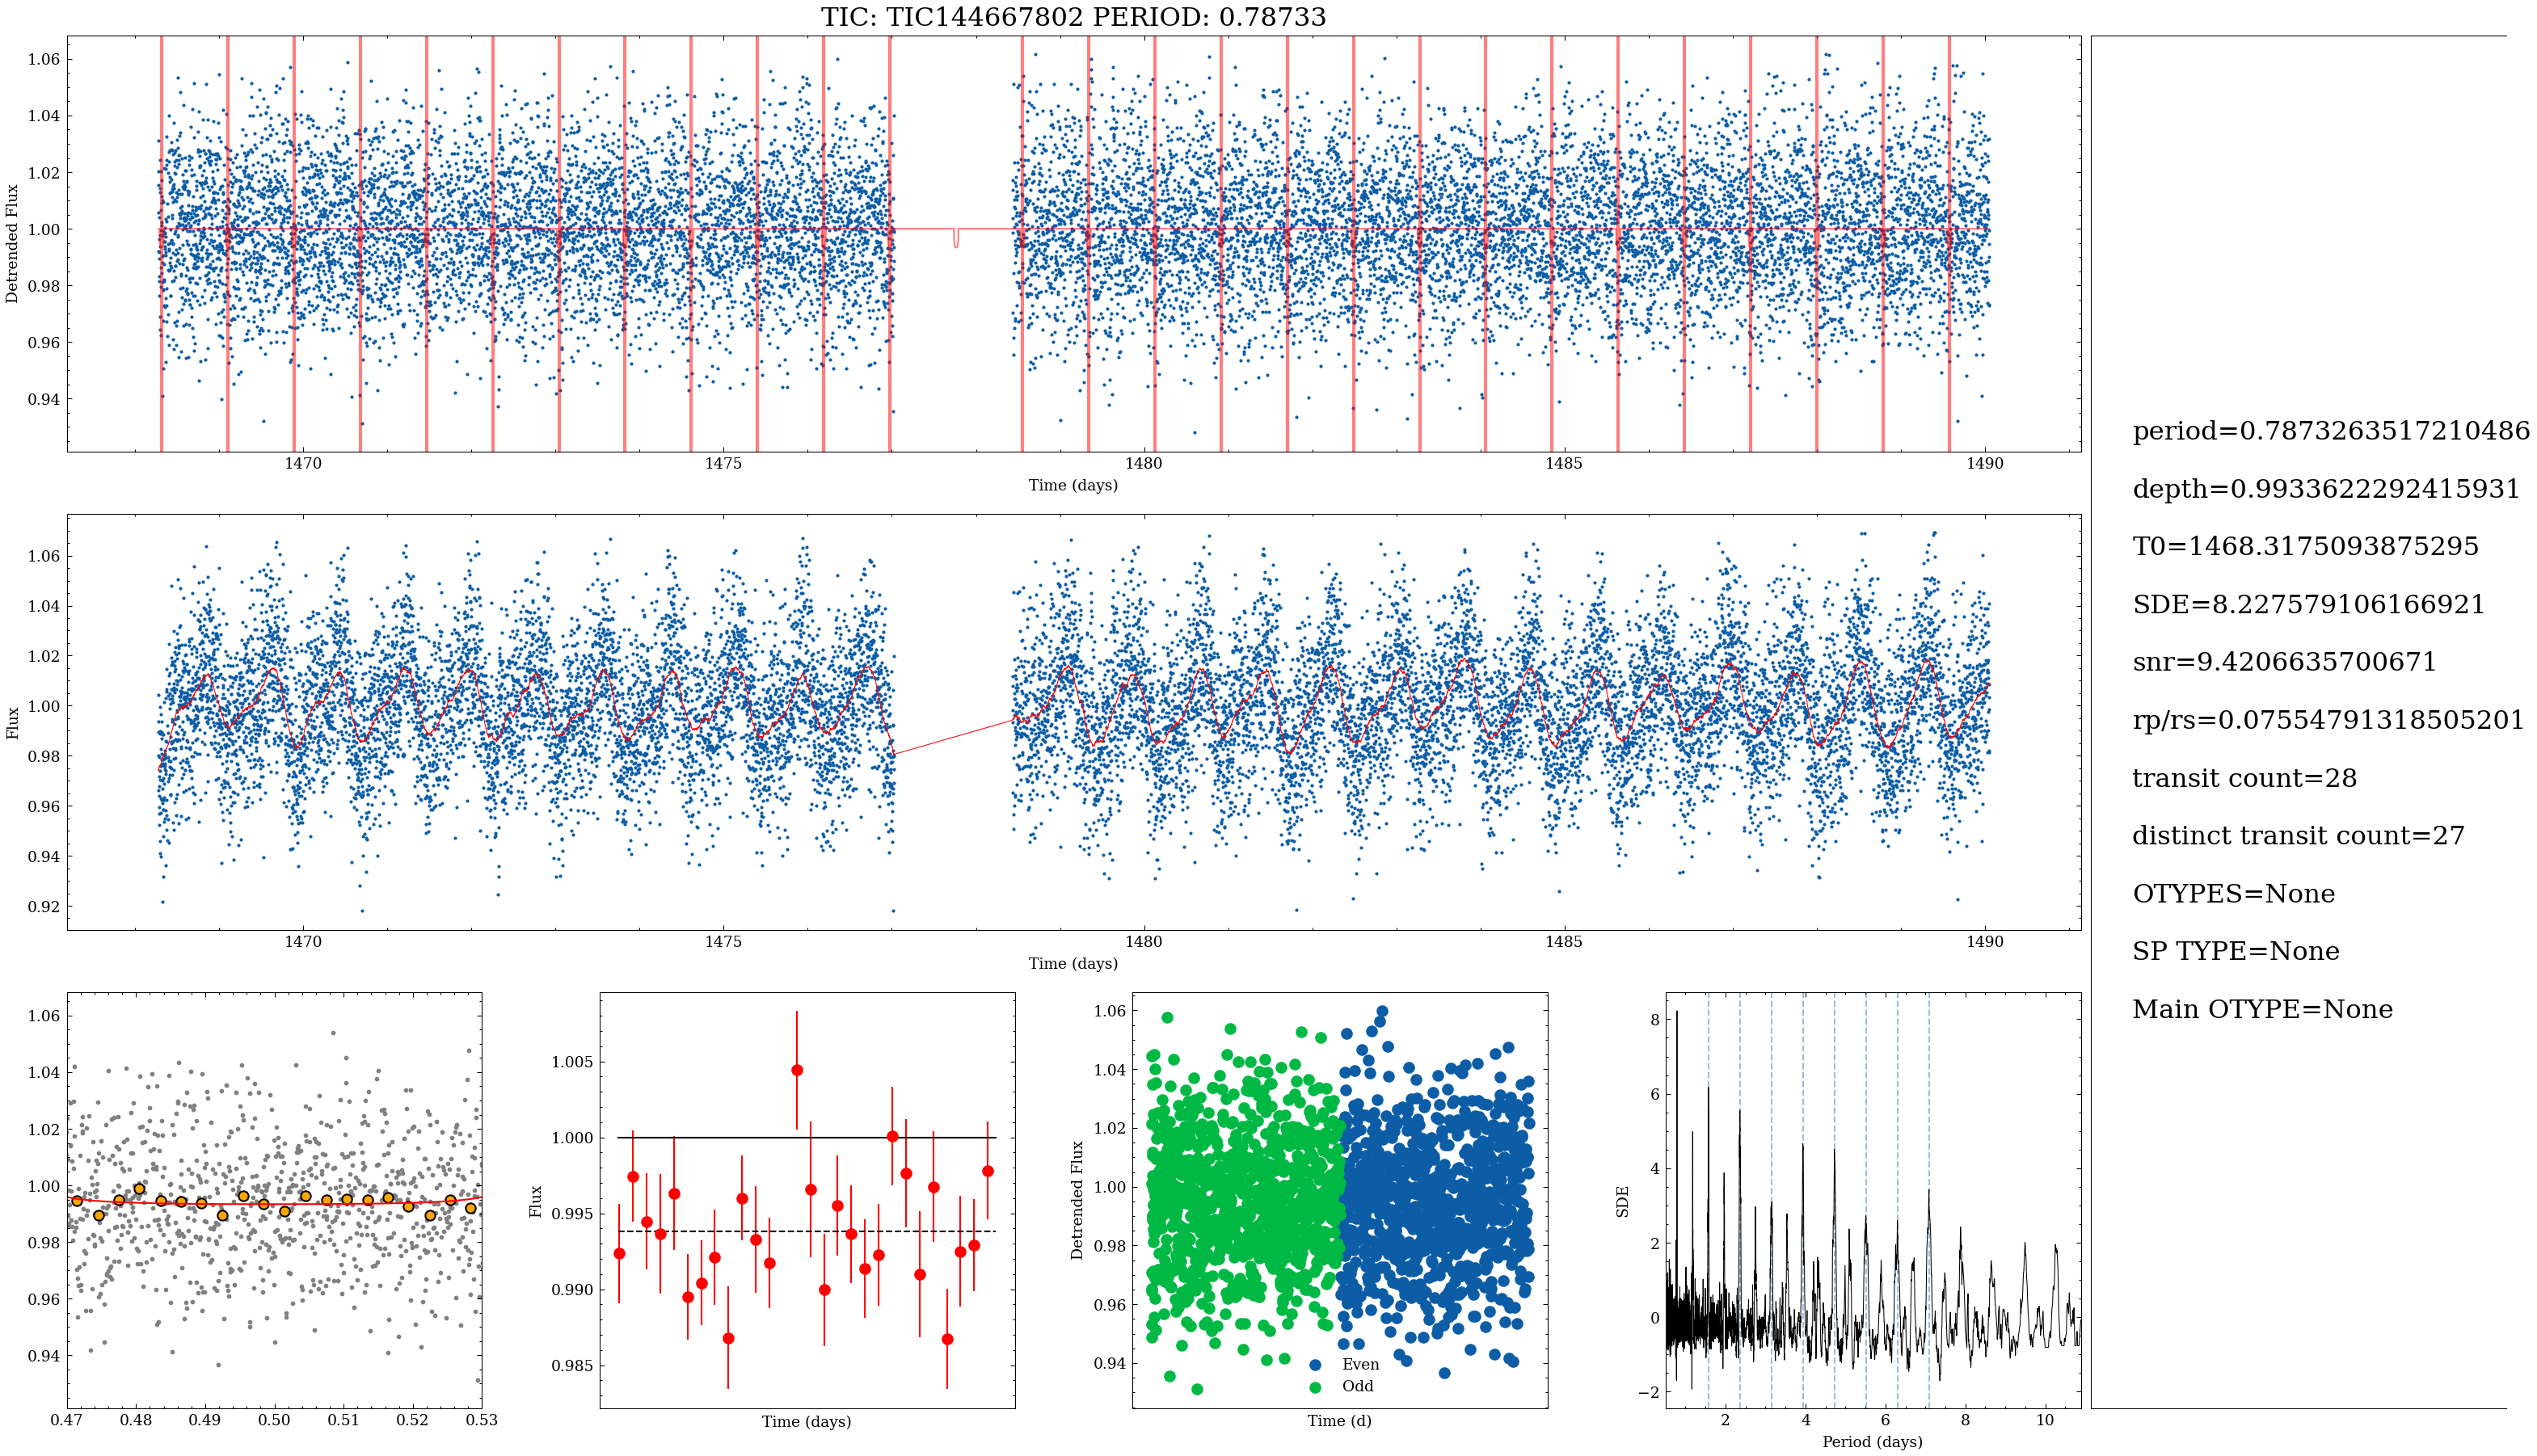 TIC: TIC144667802 PERIOD: 0.78733
Detrended Flux
1.06
1.04
1.02
1.00
0.98
0.96
0.94
1470
1475
1480
1485
1490
Time (days)
Flux
1.06
1.04
1.02
1.00
0.98
0.96
0.94
0.92
1470
1475
1480
1485
1490
Time (days)
1.06
1.04
1.02
1.00
0.98
0.96
0.94
0.47
0.48
0.49
0.50
0.51
0.52
0.53
Flux
1.005
1.000
0.995
0.990
0.985
Time (days)
Detrended Flux
1.06
1.04
1.02
1.00
0.98
0.96
0.94
Even
Odd
Time (d)
SDE
8
6
4
2
0
−2
2
4
6
8
10
Period (days)
period=0.7873263517210486
depth=0.9933622292415931
T0=1468.3175093875295
SDE=8.227579106166921
snr=9.4206635700671
rp/rs=0.07554791318505201
transit count=28
distinct transit count=27
OTYPES=None
SP TYPE=None
Main OTYPE=None